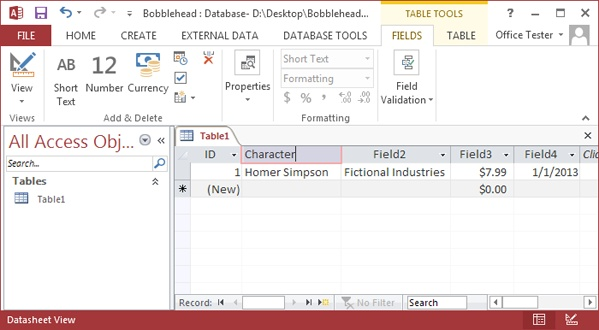 Bobblehead : Database- D:\Desktop\Bobblehead...
TABLE TOOLS
FILE HOME CREATE EXTERNAL DATA DATABASE TOOLS FIELDS TABLE Office Tester
View
AB
Short Text
12
Number
Currency
Properties
Short Text
Formatting
$ % ,
Field Validation
Views Add & Delete Formatting
All Access Obj...
Search...
Tables
Table1
Table1
ID Character Field2 Field3 Field4 Clic
1 Homer Simpson Fictional Industries $7.99 1/1/2013
(New) $0.00
Record: No Filter Search
Datasheet View